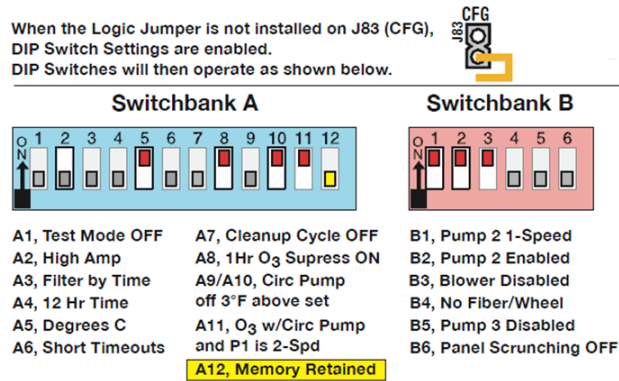 When the Logic Jumper is not installed on J83 (CFG),
DIP Switch Settings are enabled.
DIP Switches will then operate as shown below.
CFG
J83
Switchbank A
ON 1 2 3 4 5 6 7 8 9 10 11 12
A1, Test Mode OFF
A2, High Amp
A3, Filter by Time
A4, 12 Hr Time
A5, Degrees C
A6, Short Timeouts
A7, Cleanup Cycle OFF
A8, 1Hr O₃ Supress ON
A9/A10, Circ Pump
off 3°F above set
A11, O₃ w/Circ Pump
and P1 is 2-Spd
A12, Memory Retained
Switchbank B
ON 1 2 3 4 5 6
B1, Pump 2 1-Speed
B2, Pump 2 Enabled
B3, Blower Disabled
B4, No Fiber/Wheel
B5, Pump 3 Disabled
B6, Panel Scrunching OFF